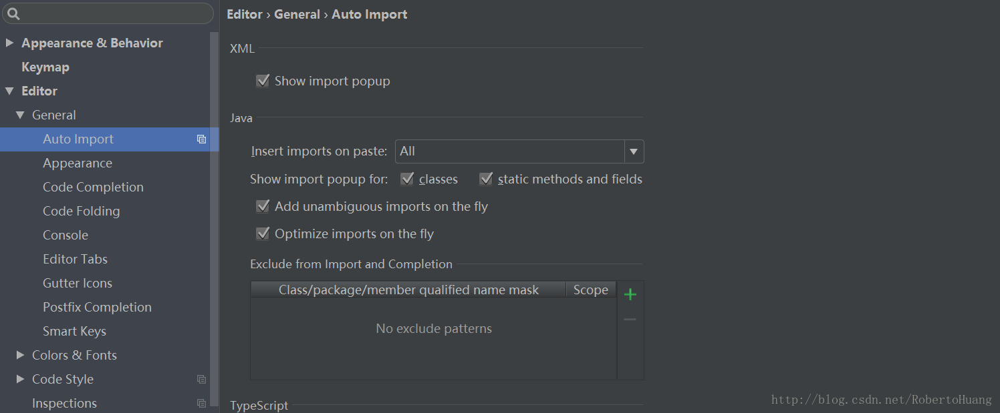 Appearance & Behavior
Keymap
Editor
General
Auto Import
Appearance
Code Completion
Code Folding
Console
Editor Tabs
Gutter Icons
Postfix Completion
Smart Keys
Colors & Fonts
Code Style
Inspections
Editor › General › Auto Import
XML
Show import popup
Java
Insert imports on paste: All
Show import popup for: classes static methods and fields
Add unambiguous imports on the fly
Optimize imports on the fly
Exclude from Import and Completion
Class/package/member qualified name mask Scope
No exclude patterns
TypeScript
http://blog.csdn.net/RobertoHuang